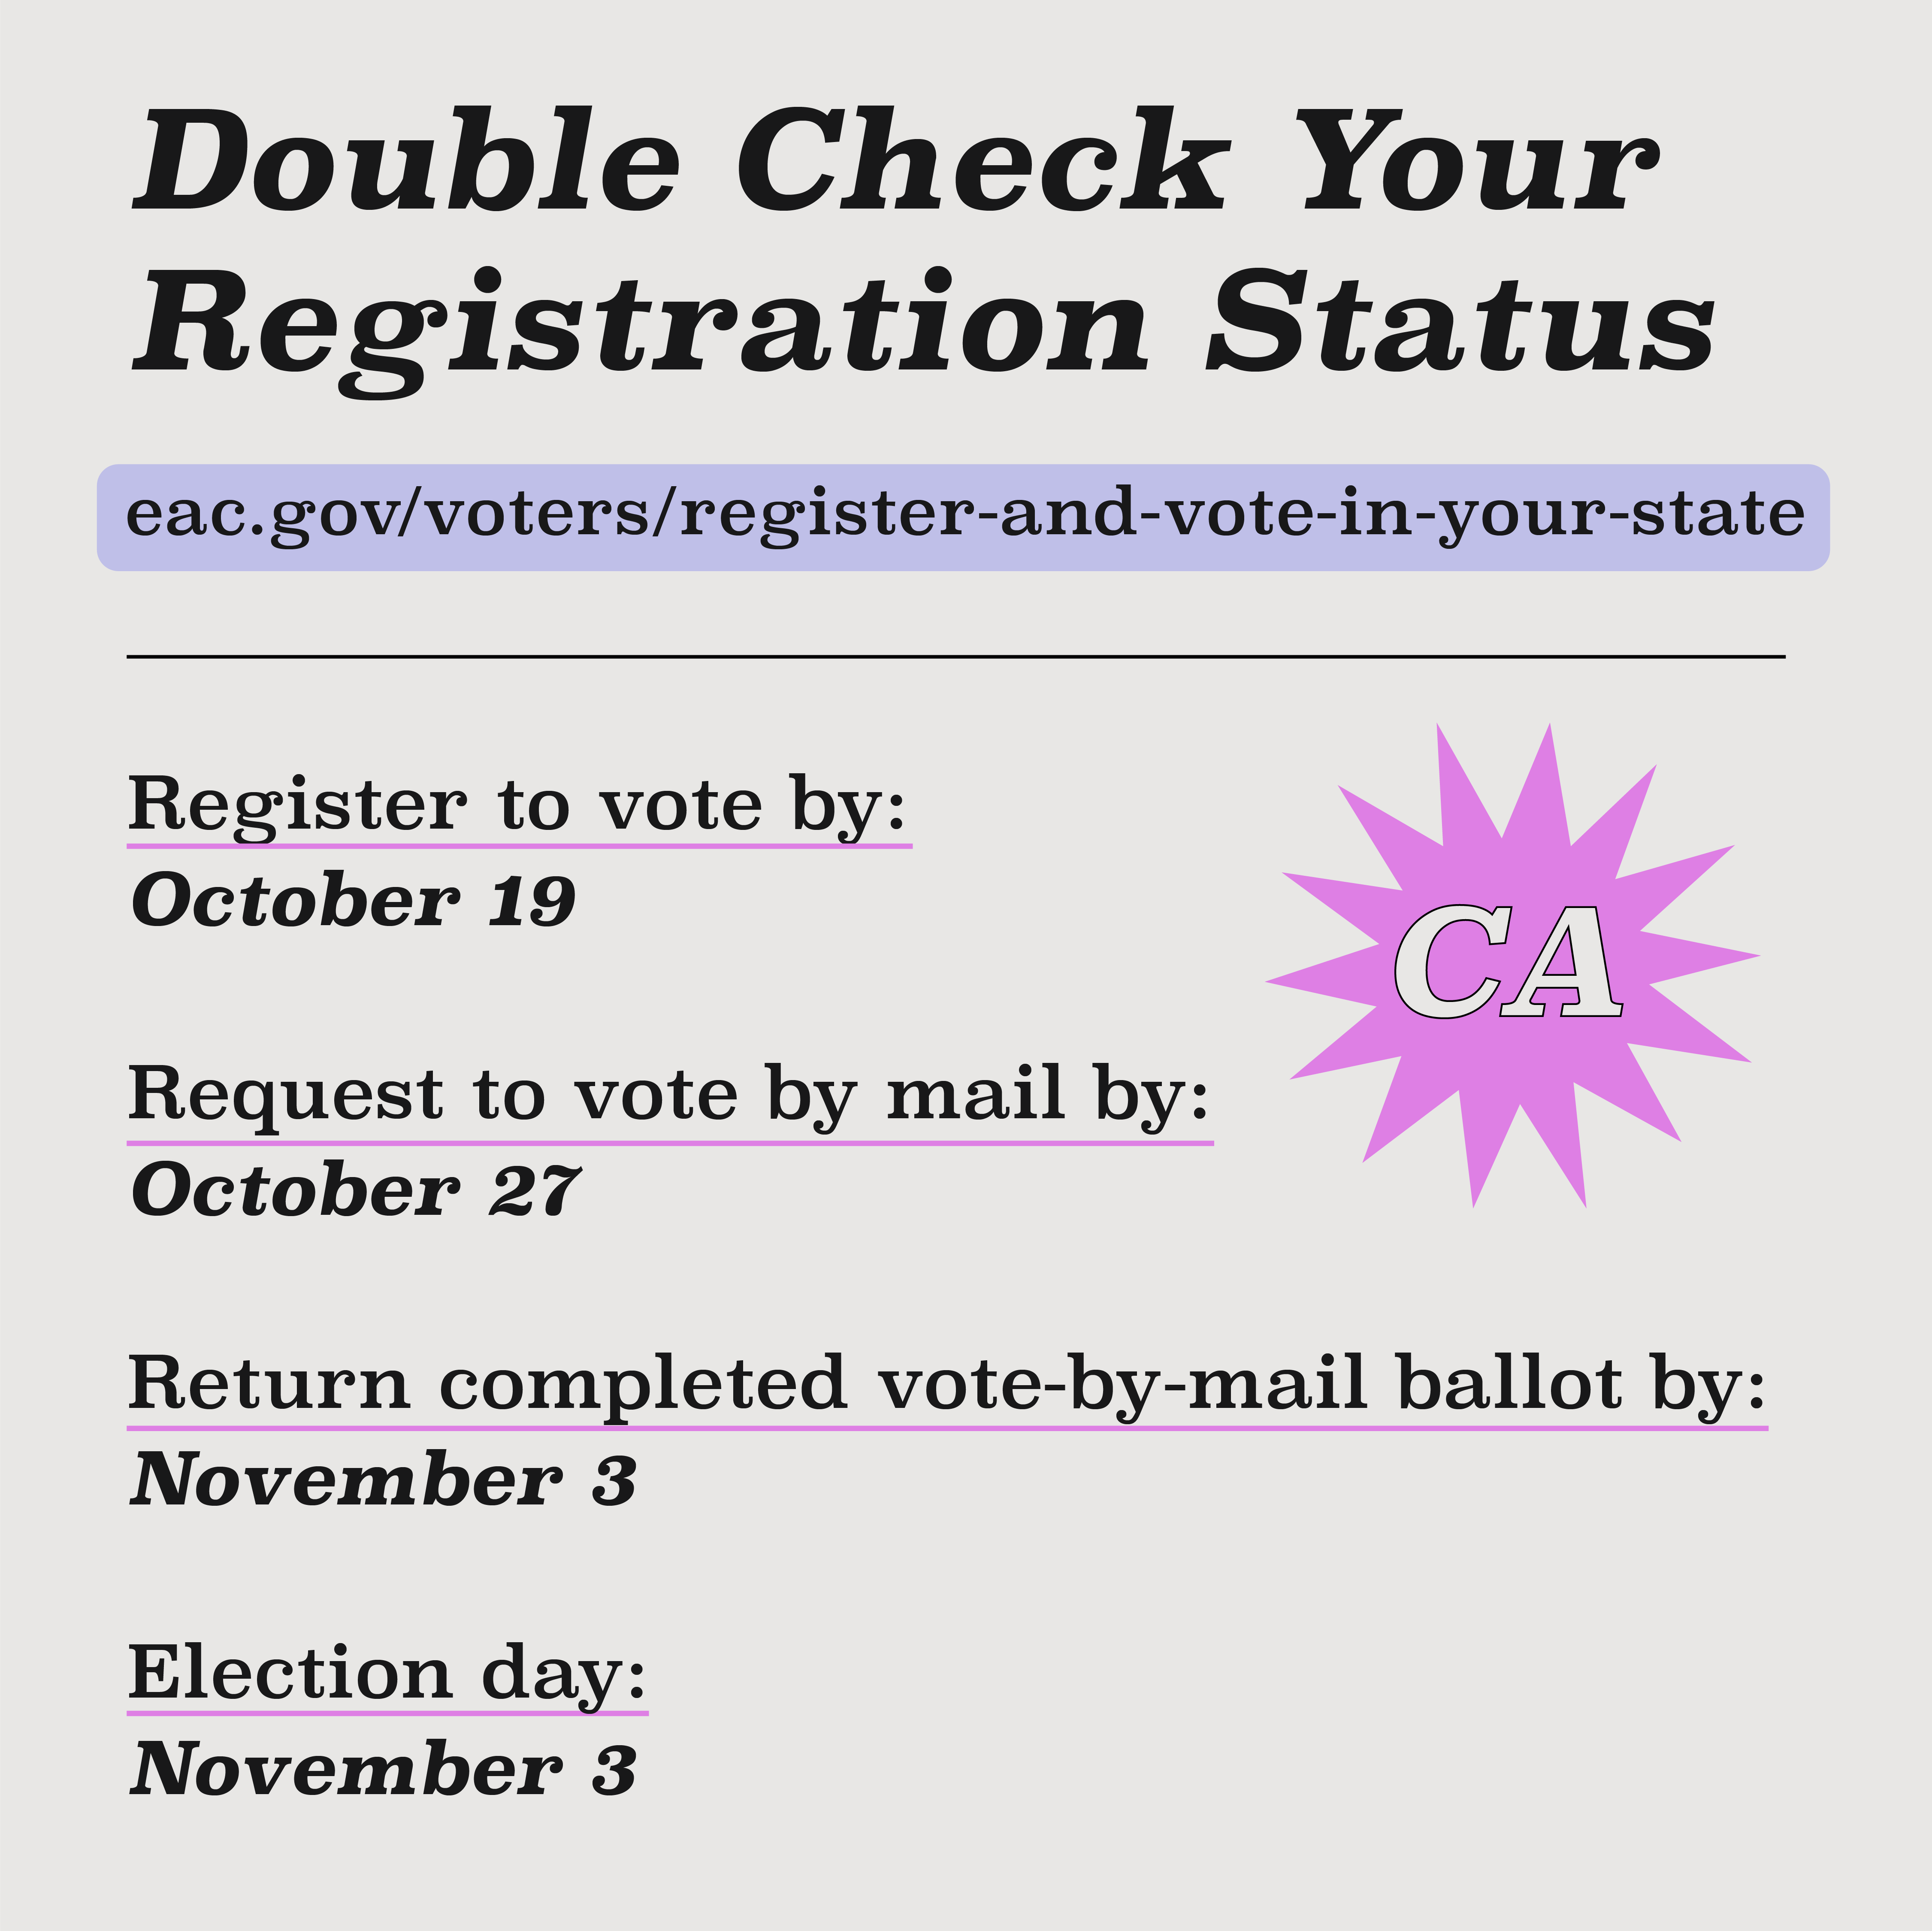 Double Check Your
Registration Status
eac.gov/voters/register-and-vote-in-your-state
Register to vote by:
October 19
CA
Request to vote by mail by:
October 27
Return completed vote-by-mail ballot by:
November 3
Election day:
November 3